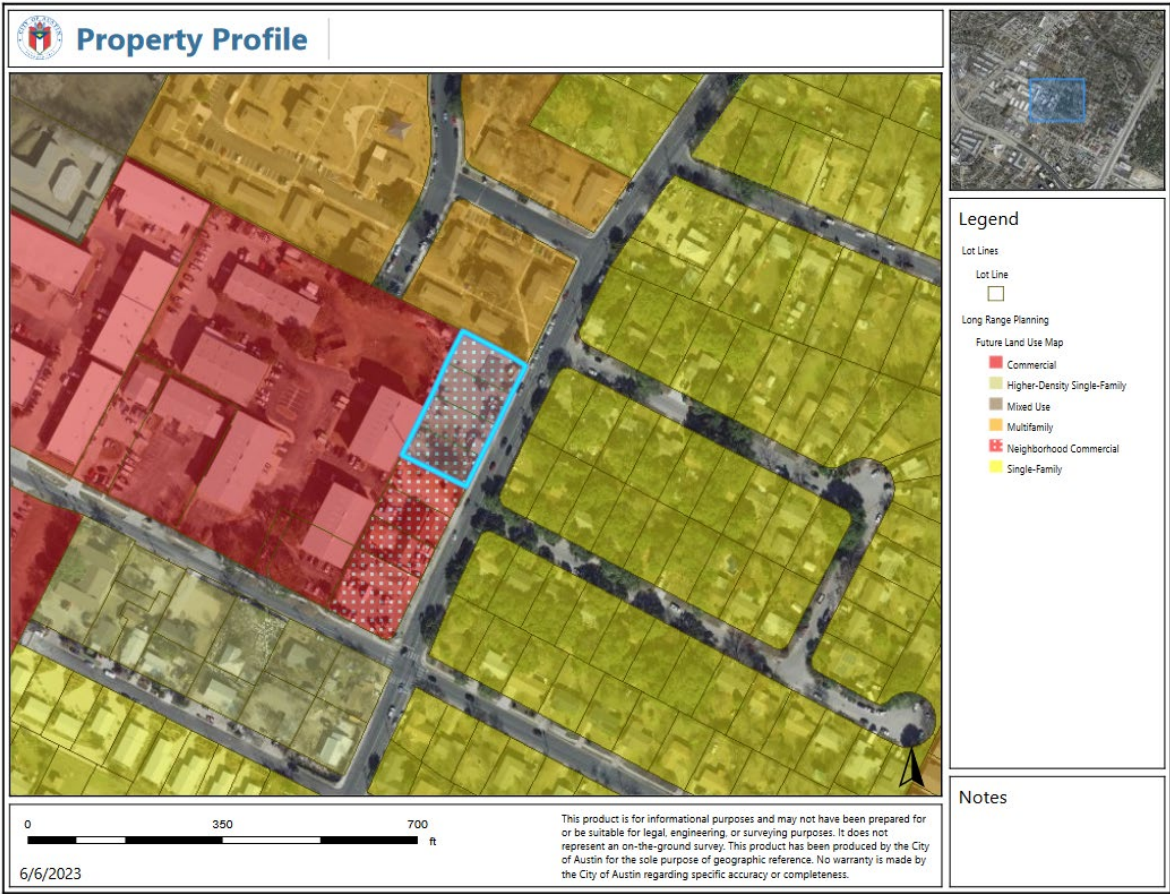 Property Profile
Legend
Lot Lines
Lot Line
Long Range Planning
Future Land Use Map
Commercial
Higher-Density Single-Family
Mixed Use
Multifamily
Neighborhood Commercial
Single-Family
Notes
0 350 700
ft
6/6/2023
This product is for informational purposes and may not have been prepared for
or be suitable for legal, engineering, or surveying purposes. It does not
represent an on-the-ground survey. This product has been produced by the City
of Austin for the sole purpose of geographic reference. No warranty is made by
the City of Austin regarding specific accuracy or completeness.